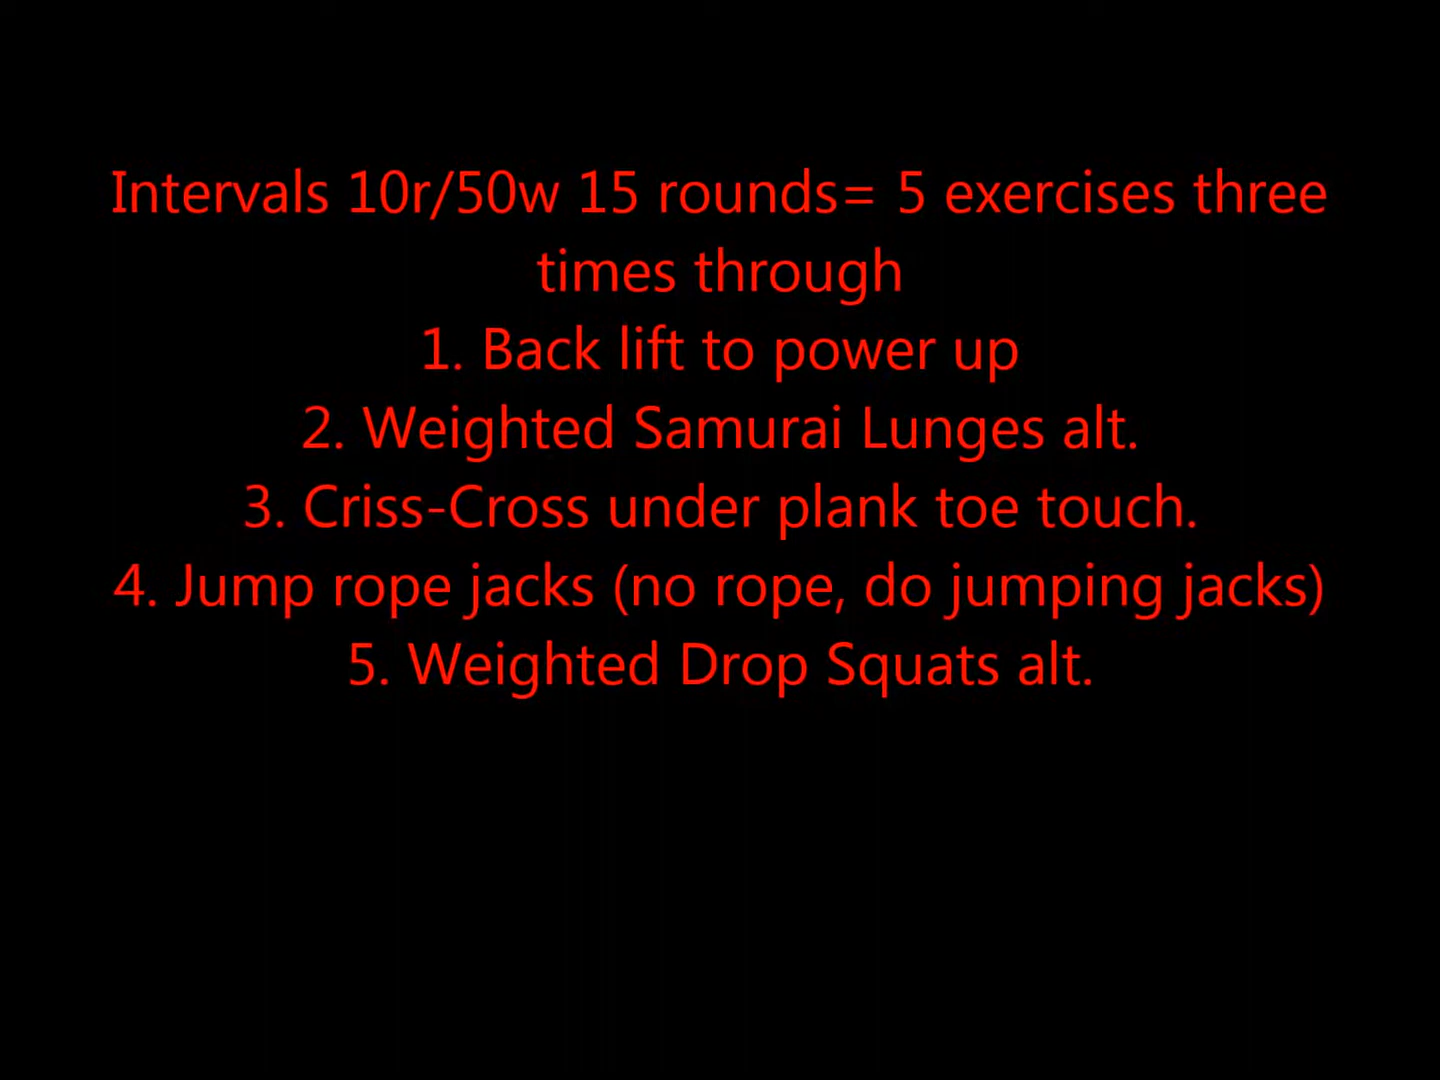 Intervals 10r/50w 15 rounds= 5 exercises three
times through
1. Back lift to power up
2. Weighted Samurai Lunges alt.
3. Criss-Cross under plank toe touch.
4. Jump rope jacks (no rope, do jumping jacks)
5. Weighted Drop Squats alt.